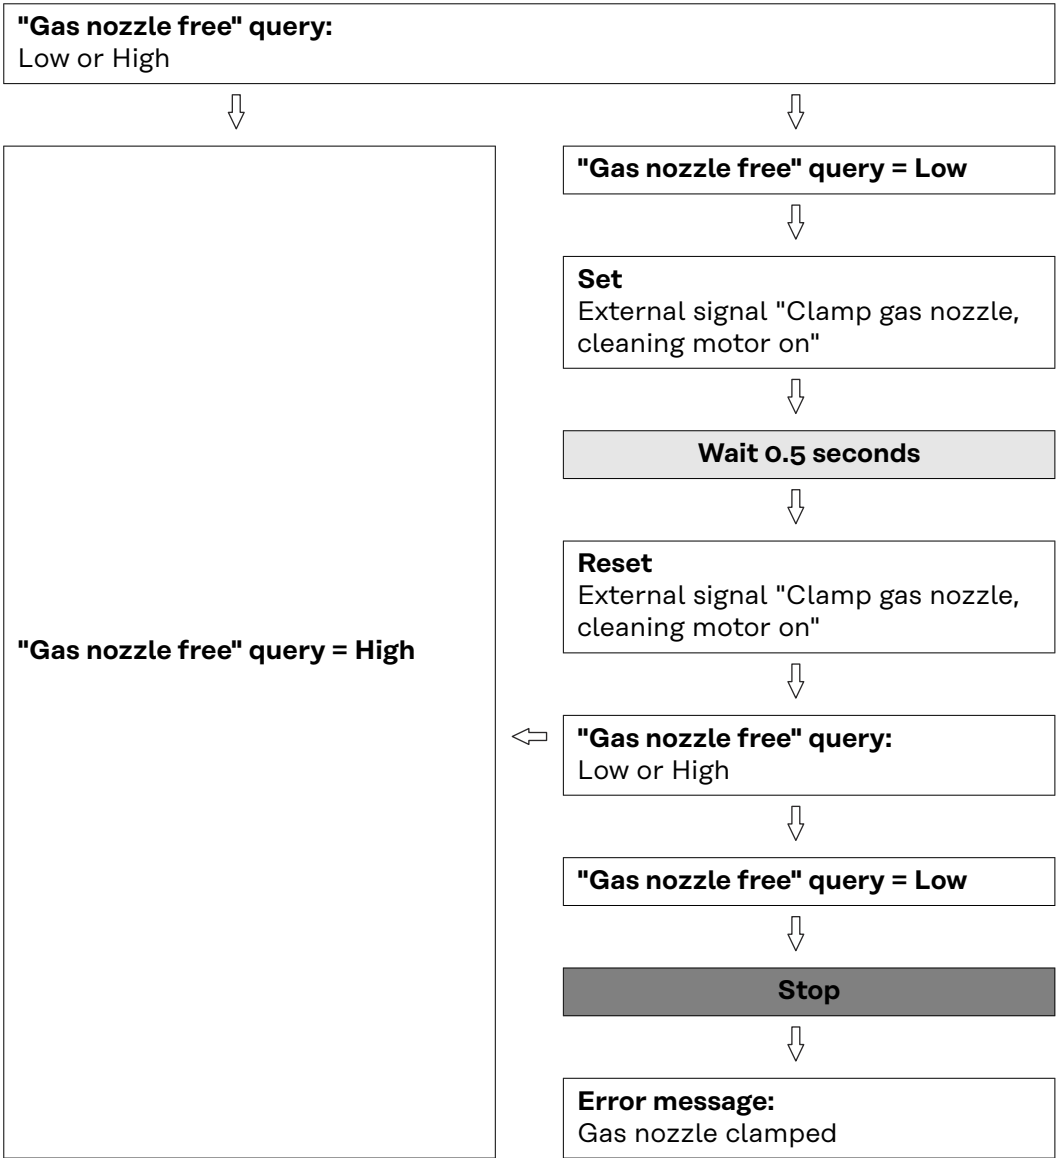 "Gas nozzle free" query:
Low or High
"Gas nozzle free" query = High
"Gas nozzle free" query = Low
Set
External signal "Clamp gas nozzle,
cleaning motor on"
Wait 0.5 seconds
Reset
External signal "Clamp gas nozzle,
cleaning motor on"
"Gas nozzle free" query:
Low or High
"Gas nozzle free" query = Low
Stop
Error message:
Gas nozzle clamped